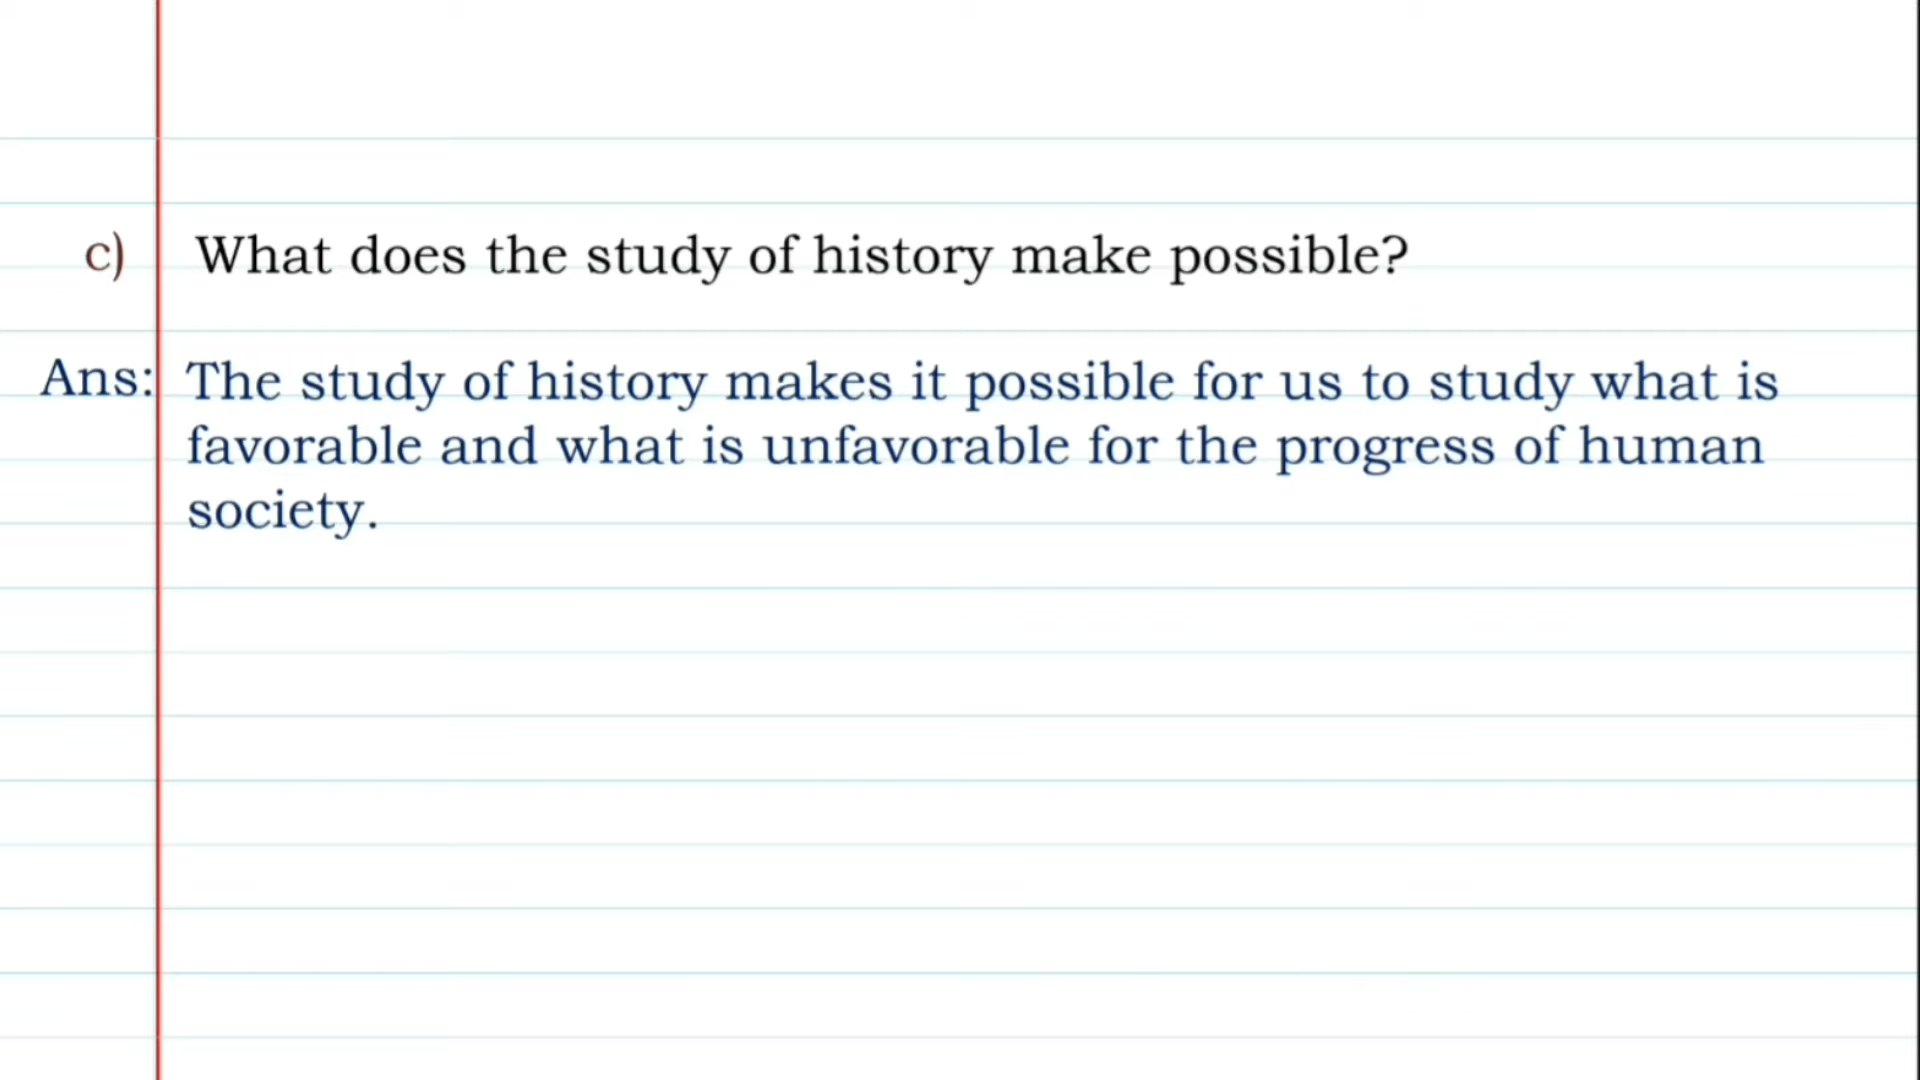 c) What does the study of history make possible?
Ans: The study of history makes it possible for us to study what is
favorable and what is unfavorable for the progress of human
society.